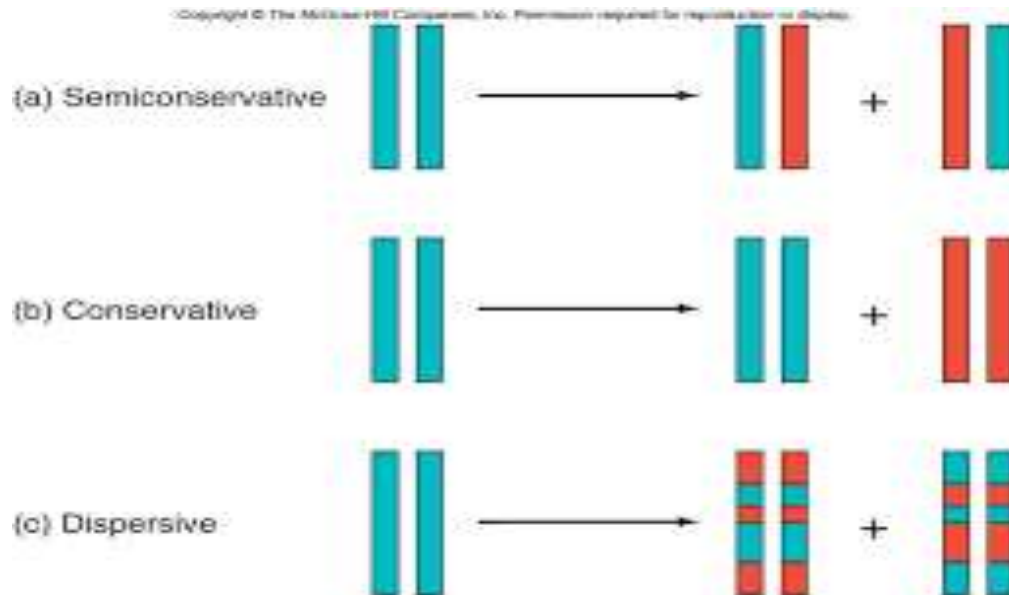 Copyright © The McGraw-Hill Companies, Inc. Permission required for reproduction or display.
(a) Semiconservative
+
(b) Conservative
+
(c) Dispersive
+